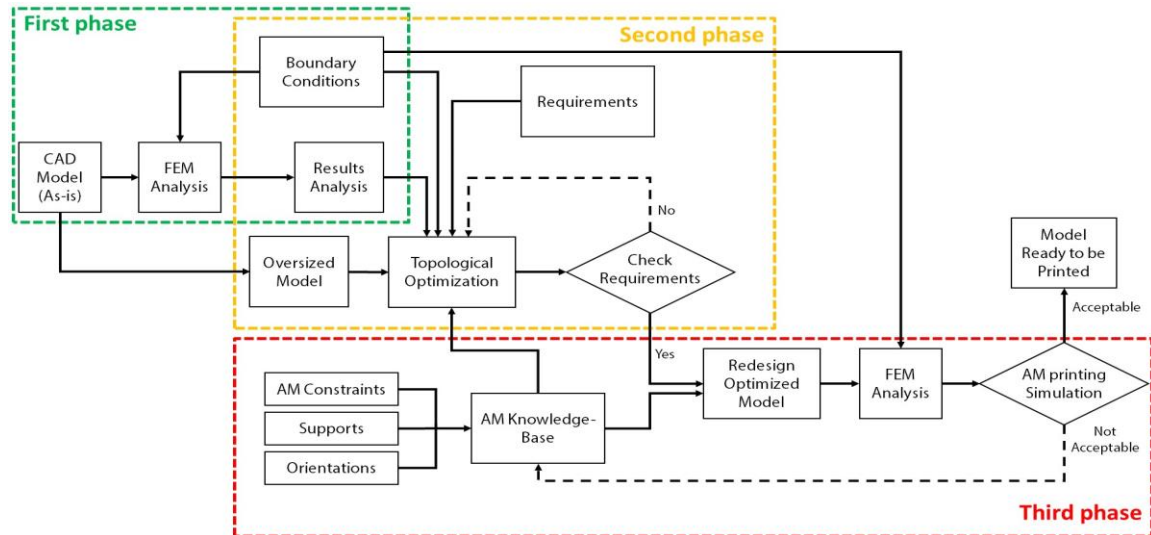 First phase
Second phase
Boundary
Conditions
Requirements
CAD
Model
(As-is)
FEM
Analysis
Results
Analysis
No
Oversized
Model
Topological
Optimization
Check
Requirements
Model
Ready to be
Printed
Acceptable
Yes
AM Constraints
Supports
Orientations
AM Knowledge-
Base
Redesign
Optimized
Model
FEM
Analysis
AM printing
Simulation
Not
Acceptable
Third phase